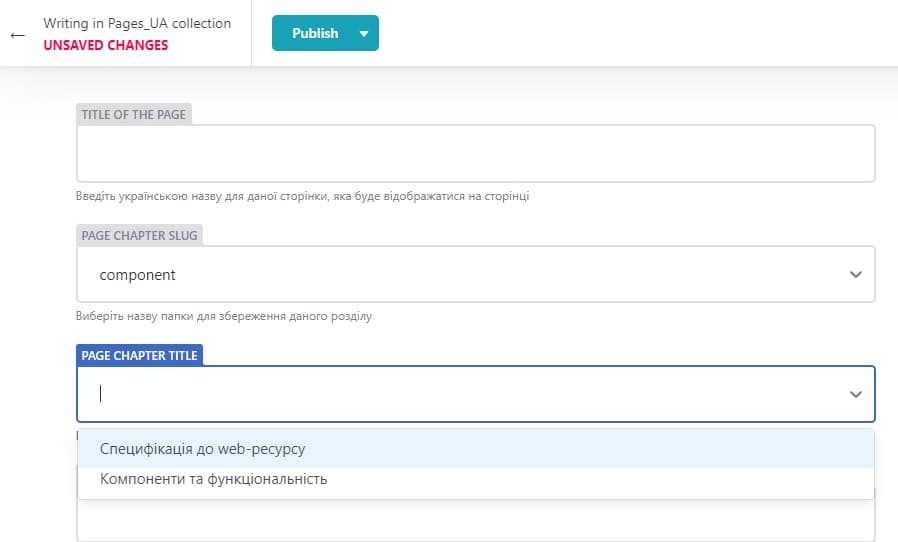 Writing in Pages_UA collection
UNSAVED CHANGES
Publish
TITLE OF THE PAGE
Введіть українською назву для даної сторінки, яка буде відображатися на сторінці
PAGE CHAPTER SLUG
component
Виберіть назву папки для збереження даного розділу
PAGE CHAPTER TITLE
Специфікація до web-ресурсу
Компоненти та функціональність